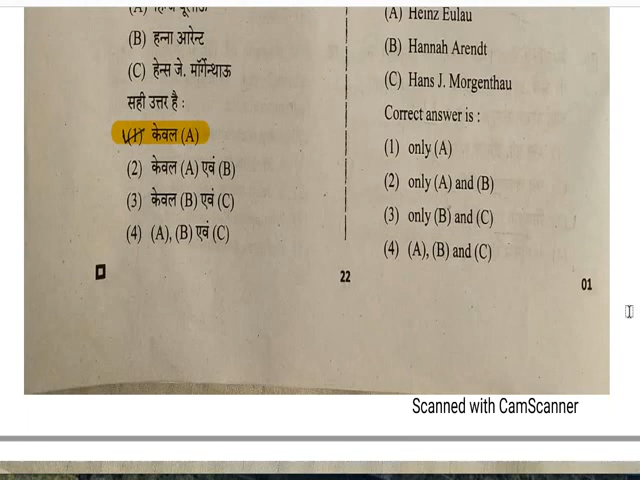 (B) हन्ना आरेन्ट
(C) हेन्स जे. मॉर्गेन्थाऊ
सही उत्तर है :
(1) केवल (A)
(2) केवल (A) एवं (B)
(3) केवल (B) एवं (C)
(4) (A), (B) एवं (C)
(A) Heinz Eulau
(B) Hannah Arendt
(C) Hans J. Morgenthau
Correct answer is :
(1) only (A)
(2) only (A) and (B)
(3) only (B) and (C)
(4) (A), (B) and (C)
22
01
Scanned with CamScanner